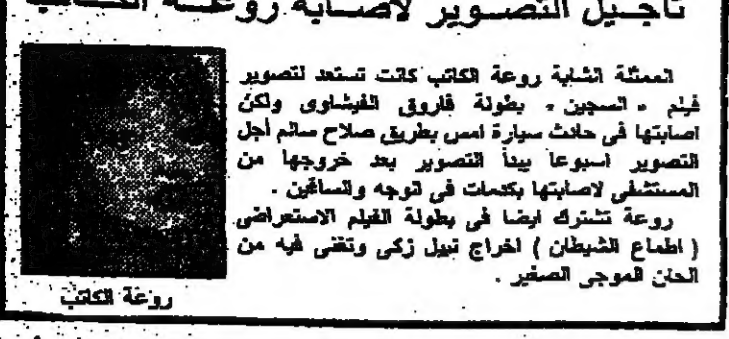 تأجيل التصوير لاصابة روعة الكاتب
الممثلة الشابة روعة الكاتب كانت تستعد لتصوير
فيلم « السجين » بطولة فاروق الفيشاوى ولكن
اصابتها فى حادث سيارة امس بطريق صلاح سالم أجل
التصوير اسبوعا يبدأ التصوير بعد خروجها من
المستشفى لاصابتها بكدمات فى الوجه والساقين .
روعة تشترك ايضا فى بطولة الفيلم الاستعراضى
( اطماع الشيطان ) اخراج نبيل زكى وتغنى فيه من
الحان الموجى الصغير .
روعة الكاتب